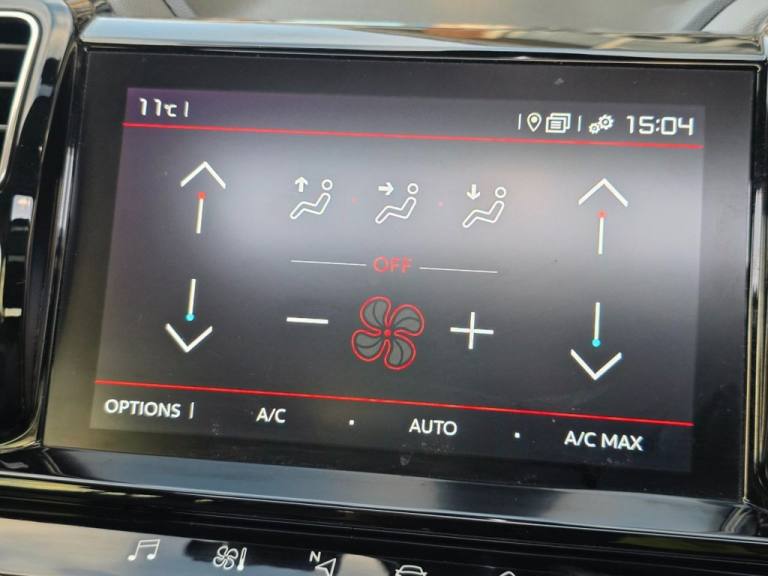 11°C
15:04
OFF
OPTIONS A/C AUTO A/C MAX
N